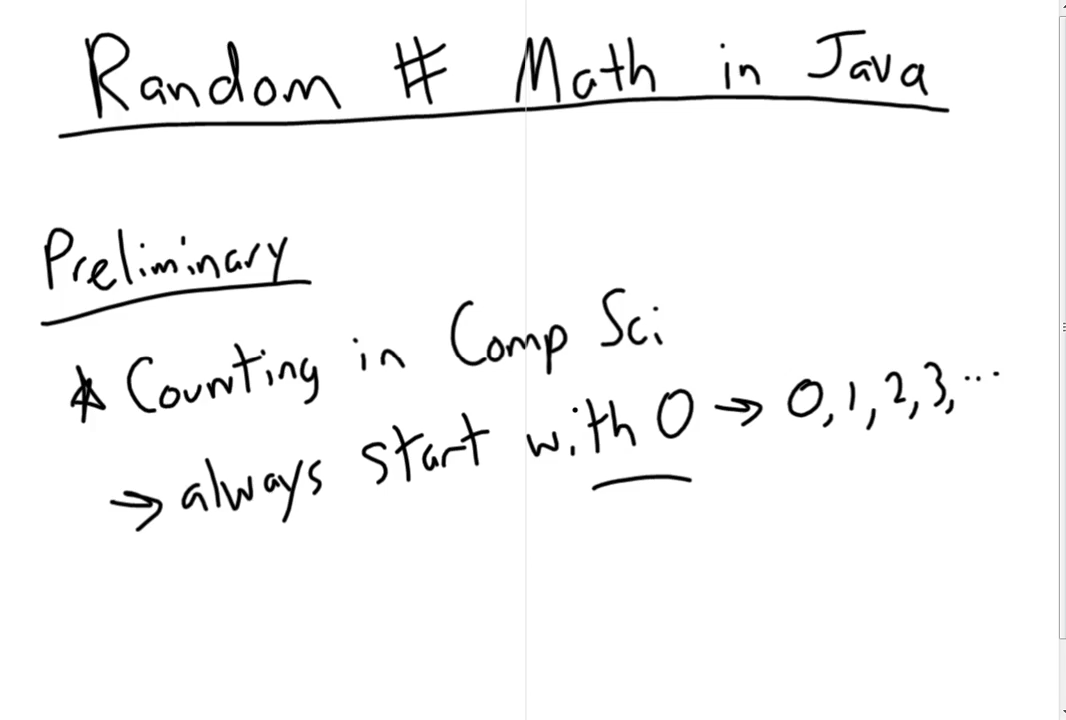 Random # Math in Java
Preliminary
* Counting in Comp Sci
→ always start with 0 → 0, 1, 2, 3, ...